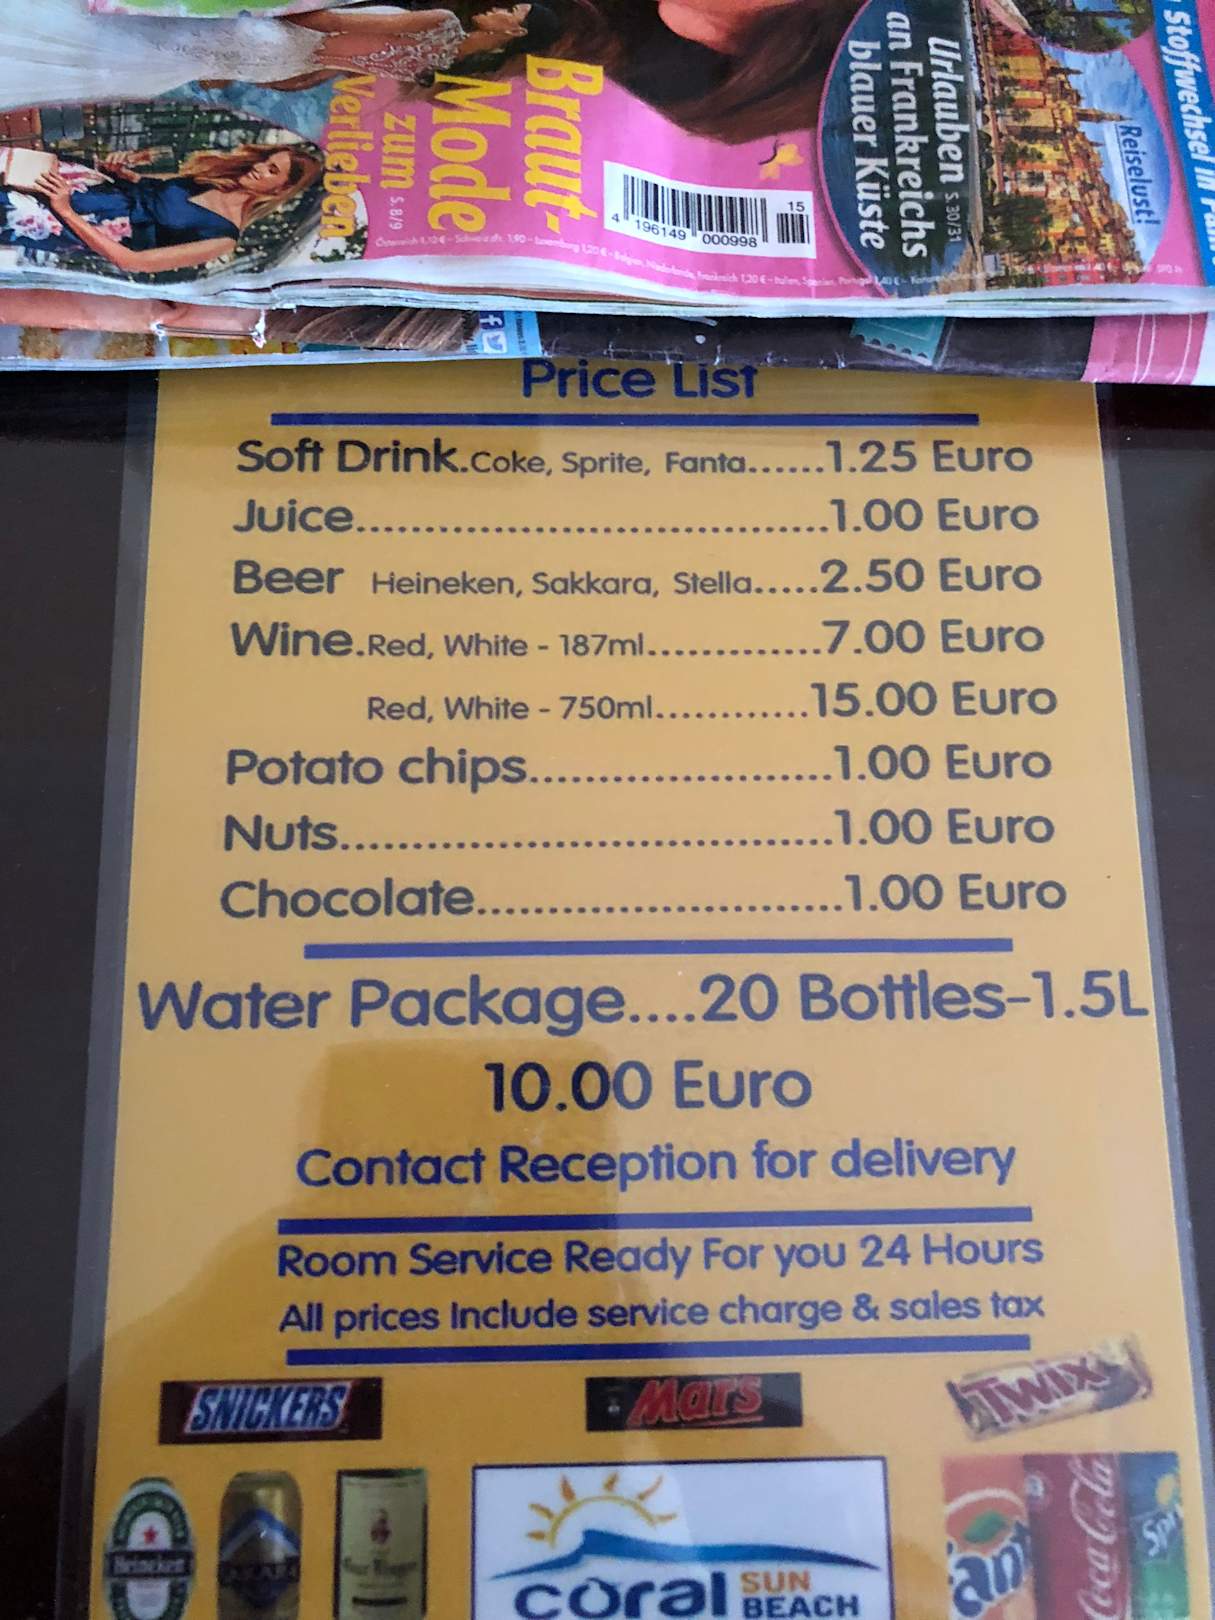 Braut-
Mode
zum
Verlieben
S. 8/9
4 196149 000998
15
Urlauben S. 30/31
an Frankreichs
blauer Küste
Reiselust!
Stoffwechsel
Price List
Soft Drink.Coke, Sprite, Fanta......1.25 Euro
Juice...................................1.00 Euro
Beer Heineken, Sakkara, Stella.....2.50 Euro
Wine.Red, White - 187ml.............7.00 Euro
Red, White - 750ml............15.00 Euro
Potato chips......................1.00 Euro
Nuts...................................1.00 Euro
Chocolate..........................1.00 Euro
Water Package....20 Bottles-1.5L
10.00 Euro
Contact Reception for delivery
Room Service Ready For you 24 Hours
All prices Include service charge & sales tax
SNICKERS
Mars
TWIX
Heineken
Coca Cola
coral SUN
BEACH